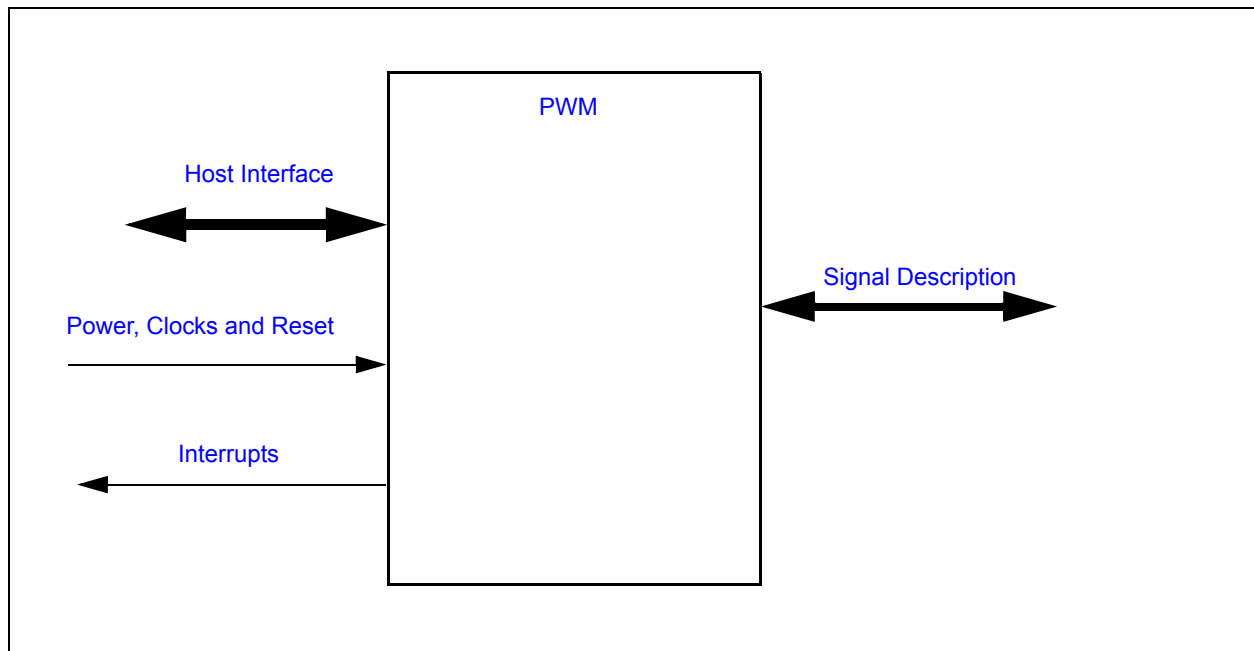 PWM
Host Interface
Signal Description
Power, Clocks and Reset
Interrupts